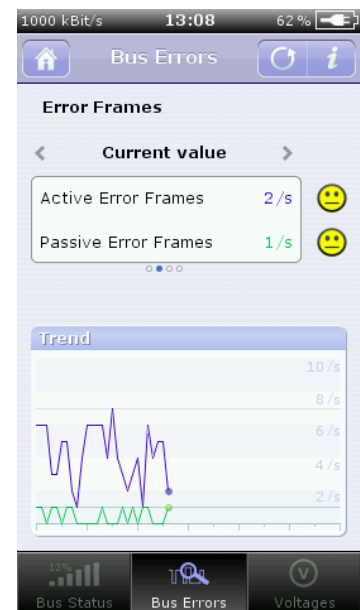 1000 kBit/s 13:08 62 %
Bus Errors i
Error Frames
Current value
Active Error Frames 2/s
Passive Error Frames 1/s
Trend
10/s
8/s
6/s
4/s
2/s
12% V
Bus Status Bus Errors Voltages